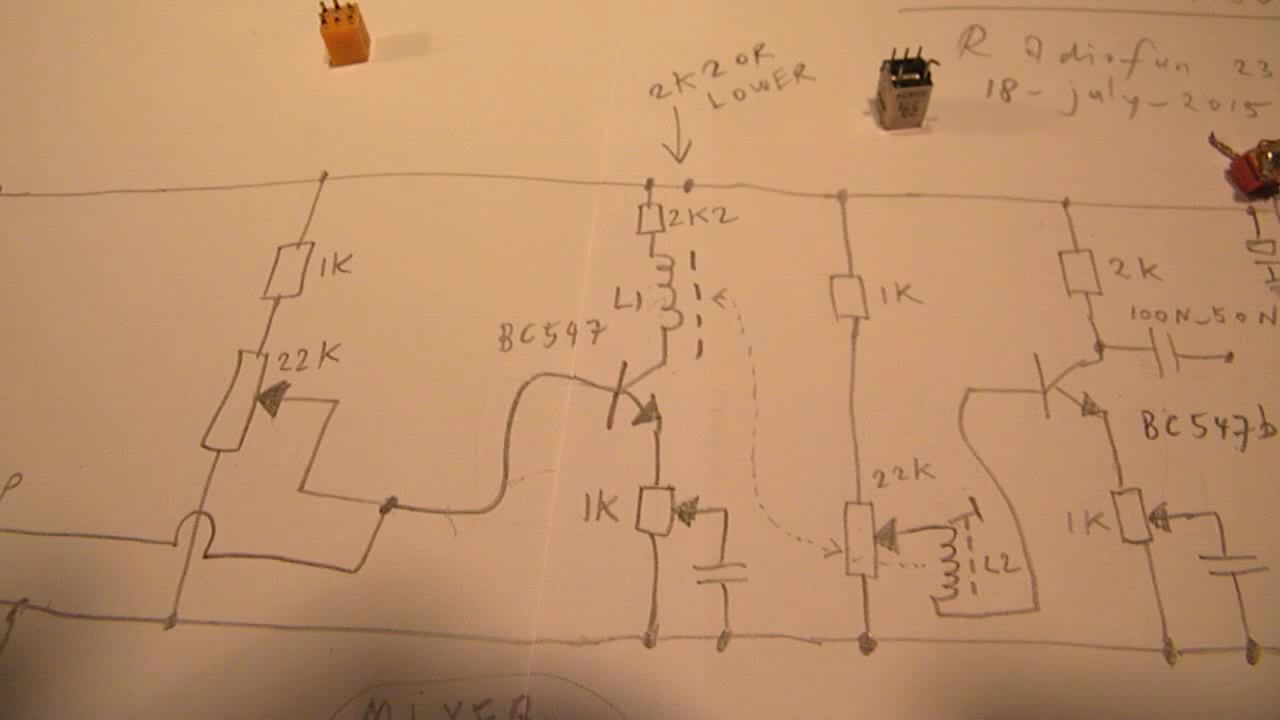 2K2 OR
LOWER
Radiofun 23
18-july-2015
2K2
1K
L1
1K
2K
100N-50N
BC547
22K
BC547b
22K
P
1K
L2
1K
MIXER